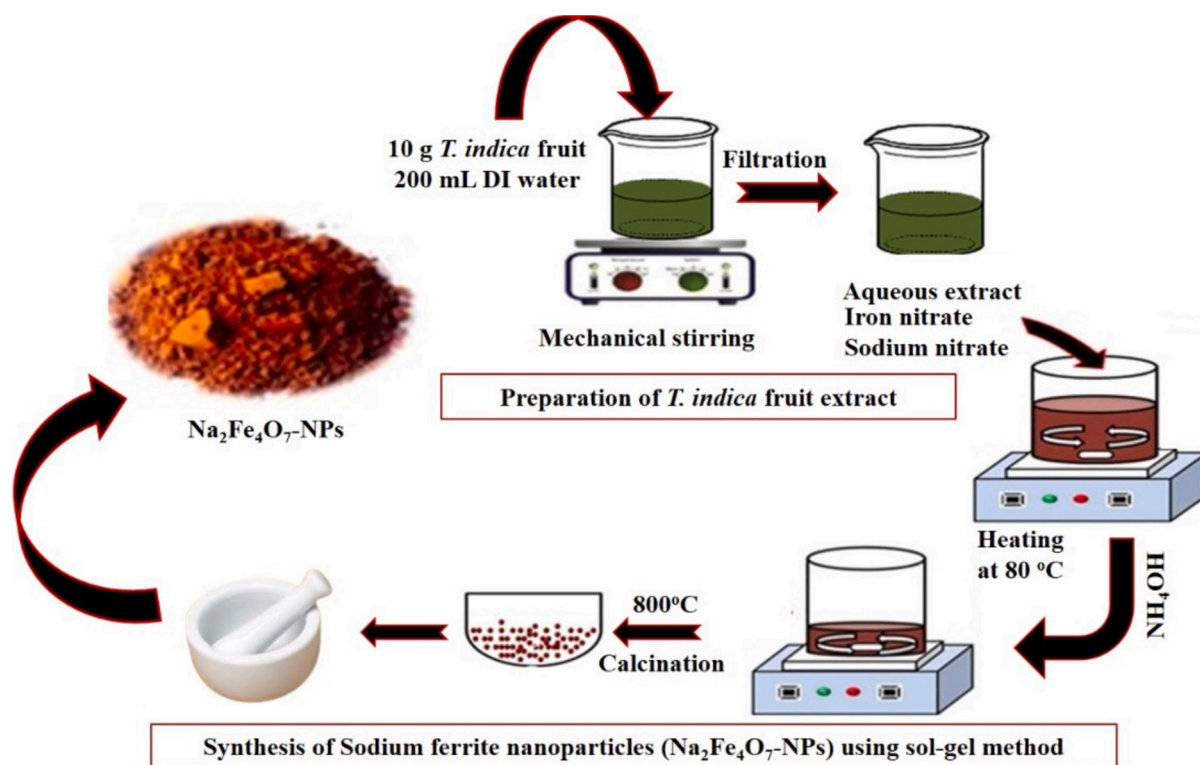 10 g T. indica fruit
200 mL DI water
Filtration
Mechanical stirring
Aqueous extract
Iron nitrate
Sodium nitrate
Preparation of T. indica fruit extract
Na₂Fe₄O₇-NPs
Heating
at 80 ᵒC
NH₄OH
800ᵒC
Calcination
Synthesis of Sodium ferrite nanoparticles (Na₂Fe₄O₇-NPs) using sol-gel method